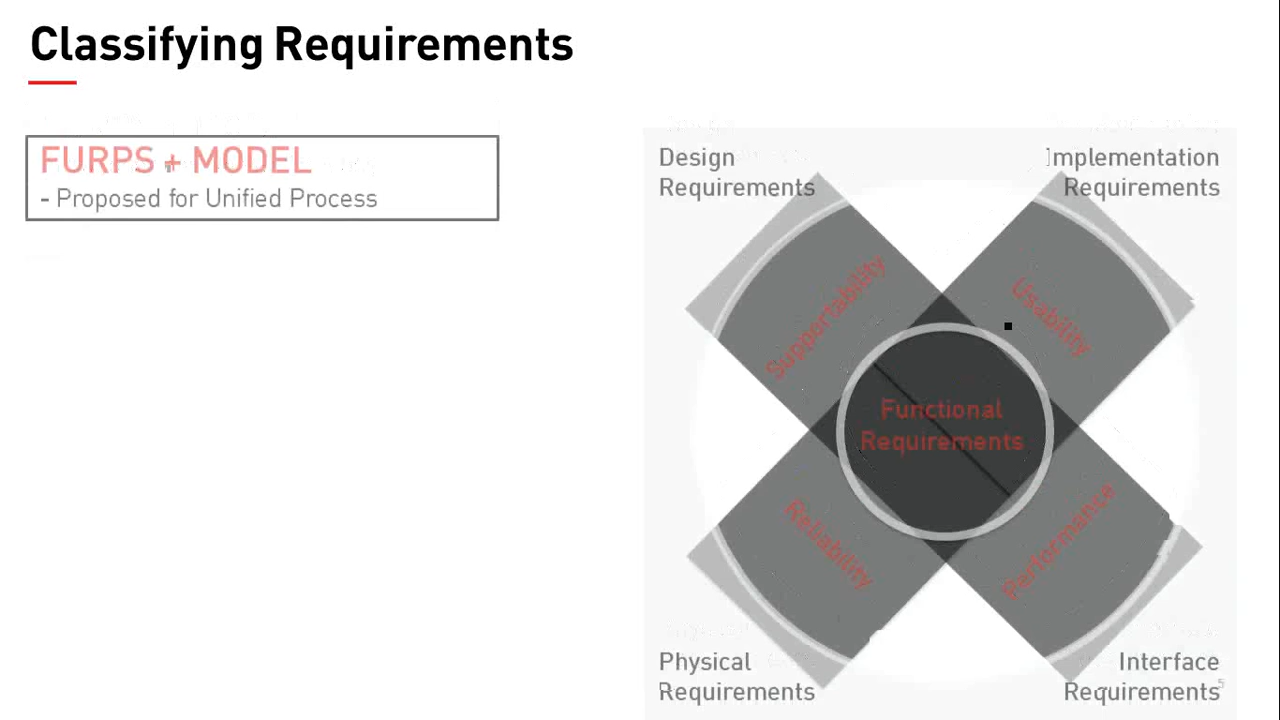 Classifying Requirements
FURPS + MODEL
- Proposed for Unified Process
Design
Requirements
Implementation
Requirements
Supportability
Usability
Functional
Requirements
Reliability
Performance
Physical
Requirements
Interface
Requirements
5